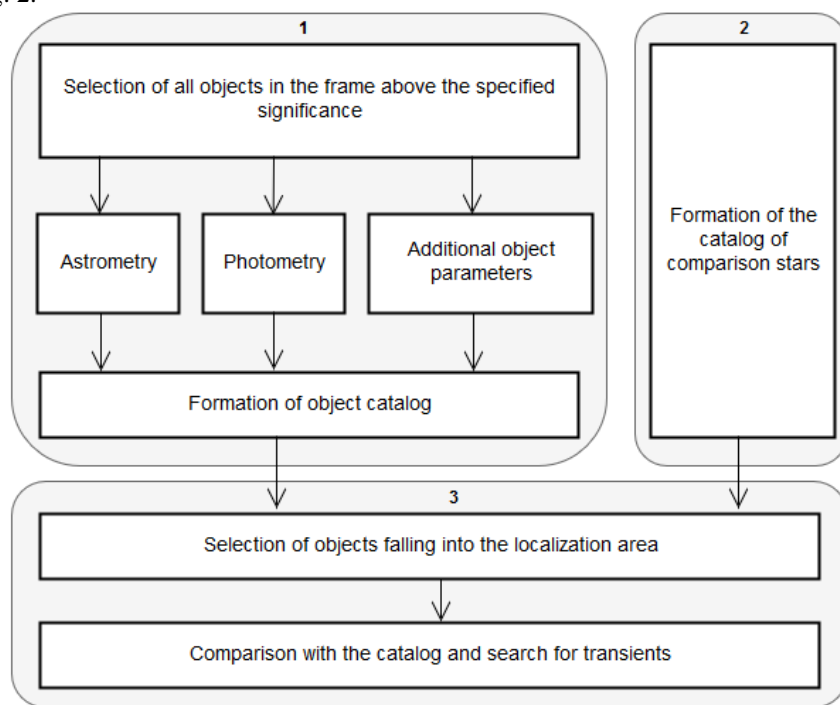 1
Selection of all objects in the frame above the specified
significance
Astrometry
Photometry
Additional object
parameters
Formation of object catalog
2
Formation of the
catalog of
comparison stars
3
Selection of objects falling into the localization area
Comparison with the catalog and search for transients